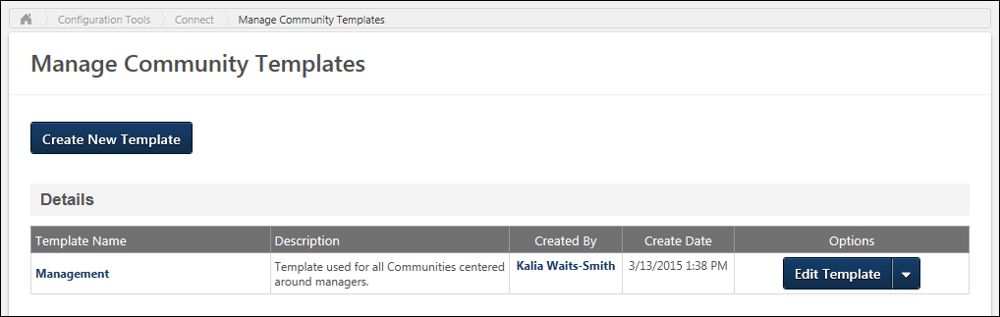 Configuration Tools Connect Manage Community Templates
Manage Community Templates
Create New Template
Details
Template Name Description Created By Create Date Options
Management Template used for all Communities centered around managers. Kalia Waits-Smith 3/13/2015 1:38 PM Edit Template